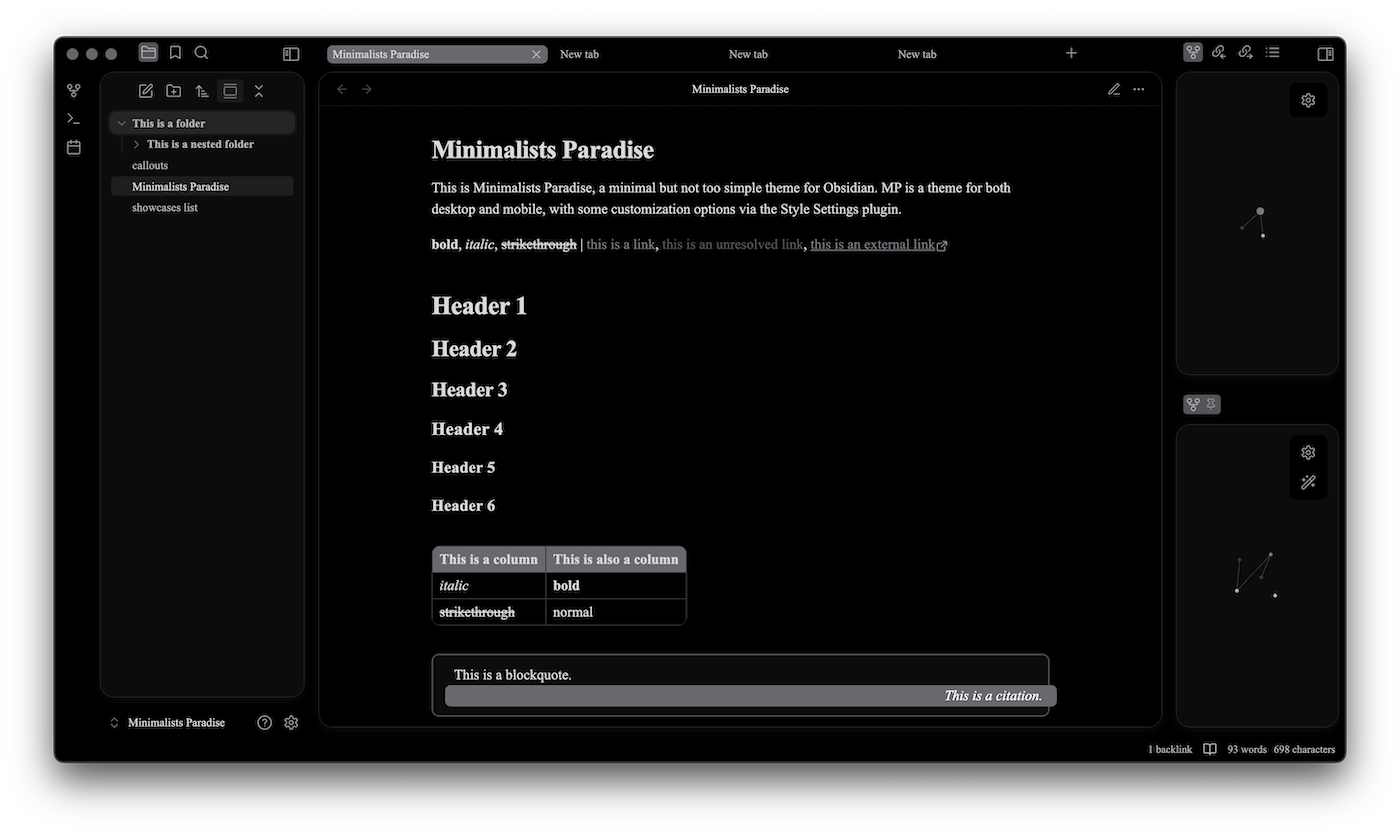 Minimalists Paradise
New tab
New tab
New tab
This is a folder
This is a nested folder
callouts
Minimalists Paradise
showcases list
Minimalists Paradise
Minimalists Paradise
Minimalists Paradise
This is Minimalists Paradise, a minimal but not too simple theme for Obsidian. MP is a theme for both
desktop and mobile, with some customization options via the Style Settings plugin.
bold, italic, strikethrough | this is a link, this is an unresolved link, this is an external link
Header 1
Header 2
Header 3
Header 4
Header 5
Header 6
This is a column This is also a column
italic bold
strikethrough normal
This is a blockquote.
This is a citation.
1 backlink 93 words 698 characters